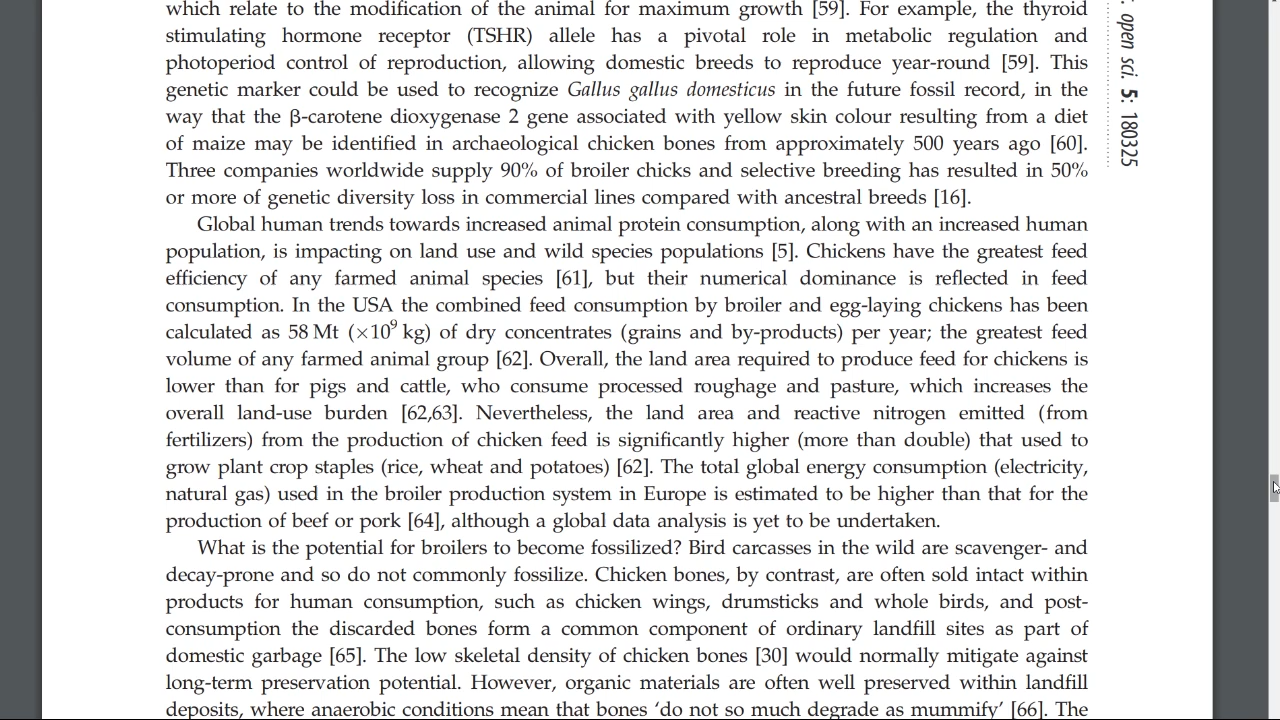 which relate to the modification of the animal for maximum growth [59]. For example, the thyroid
stimulating hormone receptor (TSHR) allele has a pivotal role in metabolic regulation and
photoperiod control of reproduction, allowing domestic breeds to reproduce year-round [59]. This
genetic marker could be used to recognize Gallus gallus domesticus in the future fossil record, in the
way that the β-carotene dioxygenase 2 gene associated with yellow skin colour resulting from a diet
of maize may be identified in archaeological chicken bones from approximately 500 years ago [60].
Three companies worldwide supply 90% of broiler chicks and selective breeding has resulted in 50%
or more of genetic diversity loss in commercial lines compared with ancestral breeds [16].
Global human trends towards increased animal protein consumption, along with an increased human
population, is impacting on land use and wild species populations [5]. Chickens have the greatest feed
efficiency of any farmed animal species [61], but their numerical dominance is reflected in feed
consumption. In the USA the combined feed consumption by broiler and egg-laying chickens has been
calculated as 58 Mt (×10⁹ kg) of dry concentrates (grains and by-products) per year; the greatest feed
volume of any farmed animal group [62]. Overall, the land area required to produce feed for chickens is
lower than for pigs and cattle, who consume processed roughage and pasture, which increases the
overall land-use burden [62,63]. Nevertheless, the land area and reactive nitrogen emitted (from
fertilizers) from the production of chicken feed is significantly higher (more than double) that used to
grow plant crop staples (rice, wheat and potatoes) [62]. The total global energy consumption (electricity,
natural gas) used in the broiler production system in Europe is estimated to be higher than that for the
production of beef or pork [64], although a global data analysis is yet to be undertaken.
What is the potential for broilers to become fossilized? Bird carcasses in the wild are scavenger- and
decay-prone and so do not commonly fossilize. Chicken bones, by contrast, are often sold intact within
products for human consumption, such as chicken wings, drumsticks and whole birds, and post-
consumption the discarded bones form a common component of ordinary landfill sites as part of
domestic garbage [65]. The low skeletal density of chicken bones [30] would normally mitigate against
long-term preservation potential. However, organic materials are often well preserved within landfill
deposits, where anaerobic conditions mean that bones ‘do not so much degrade as mummify’ [66]. The
. open sci. 5: 180325